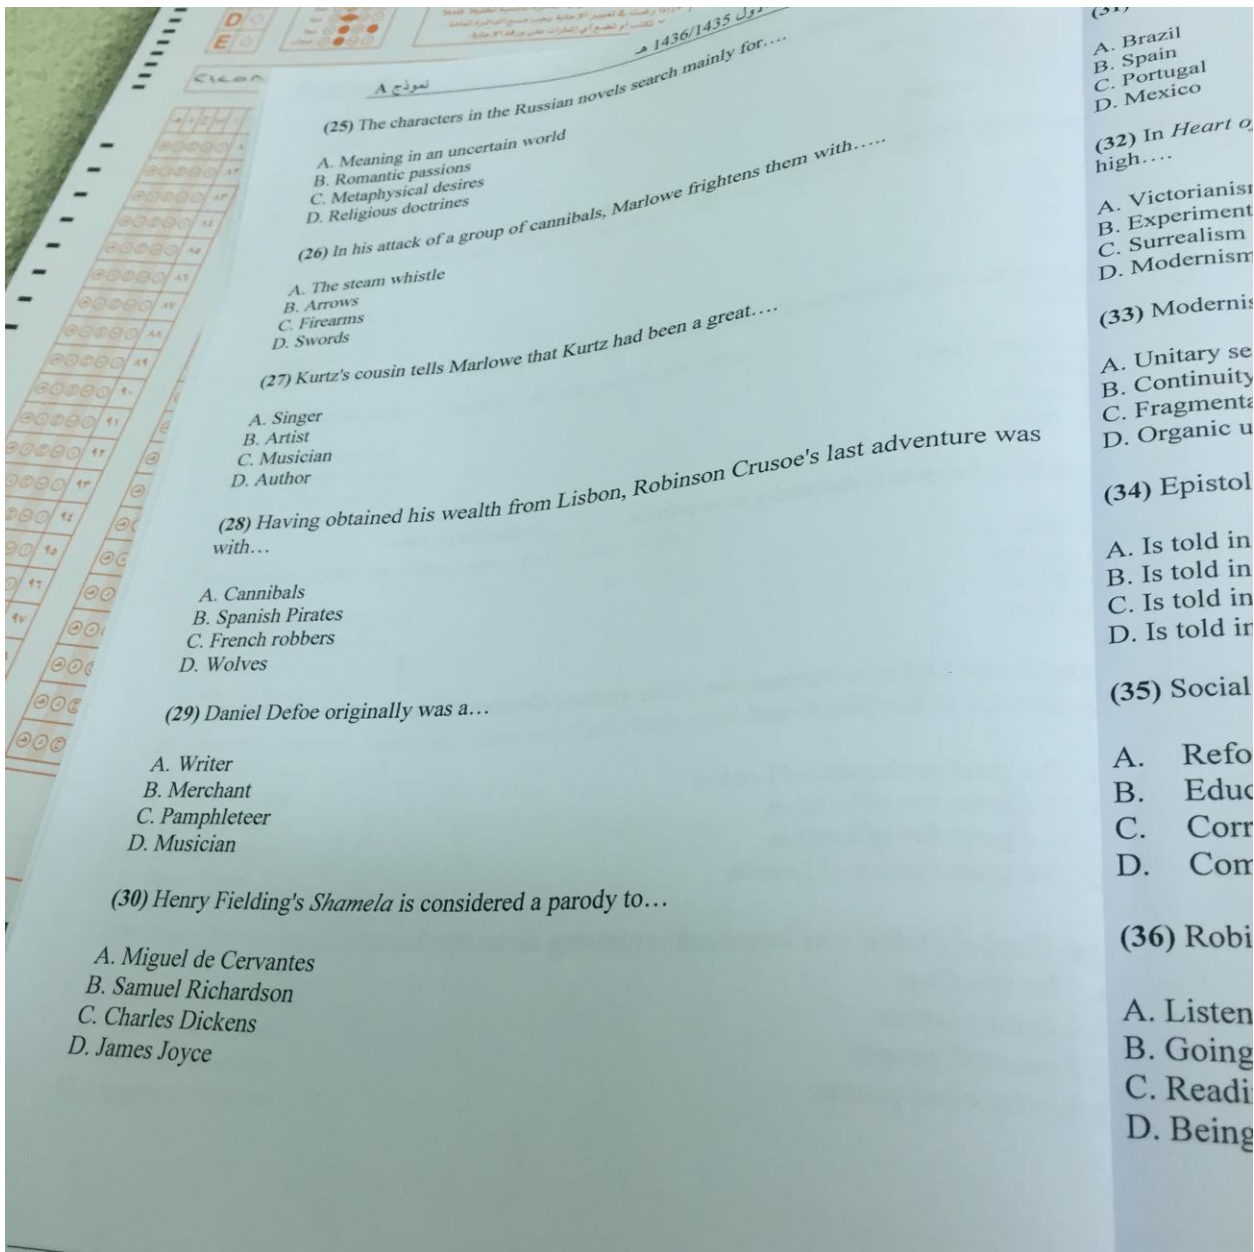 D
E
دول 1436/1435 هـ
نموذج A
(25) The characters in the Russian novels search mainly for….
A. Meaning in an uncertain world
B. Romantic passions
C. Metaphysical desires
D. Religious doctrines
(26) In his attack of a group of cannibals, Marlowe frightens them with…..
A. The steam whistle
B. Arrows
C. Firearms
D. Swords
(27) Kurtz's cousin tells Marlowe that Kurtz had been a great….
A. Singer
B. Artist
C. Musician
D. Author
(28) Having obtained his wealth from Lisbon, Robinson Crusoe's last adventure was
with…
A. Cannibals
B. Spanish Pirates
C. French robbers
D. Wolves
(29) Daniel Defoe originally was a…
A. Writer
B. Merchant
C. Pamphleteer
D. Musician
(30) Henry Fielding's Shamela is considered a parody to…
A. Miguel de Cervantes
B. Samuel Richardson
C. Charles Dickens
D. James Joyce
(31)
A. Brazil
B. Spain
C. Portugal
D. Mexico
(32) In Heart o
high….
A. Victorianis
B. Experiment
C. Surrealism
D. Modernism
(33) Modernis
A. Unitary se
B. Continuity
C. Fragmenta
D. Organic u
(34) Epistol
A. Is told in
B. Is told in
C. Is told in
D. Is told in
(35) Social
A. Refo
B. Educ
C. Corr
D. Com
(36) Robi
A. Listen
B. Going
C. Readi
D. Being